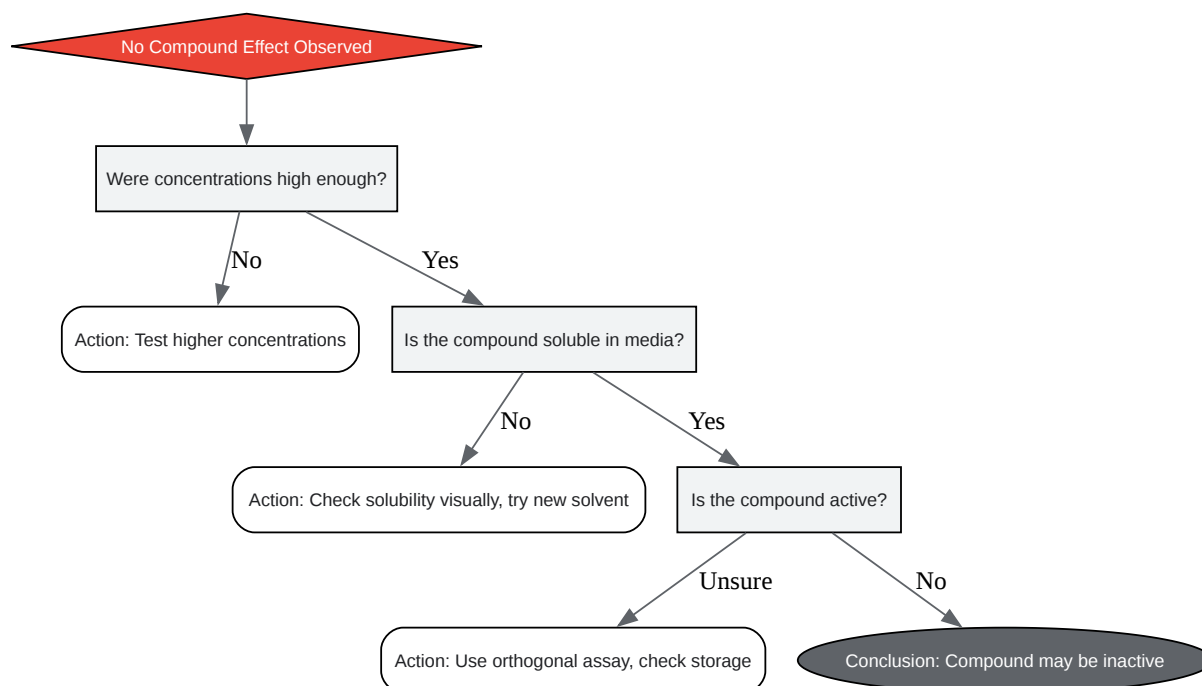 No Compound Effect Observed
Were concentrations high enough?
No
Yes
Action: Test higher concentrations
Is the compound soluble in media?
No
Yes
Action: Check solubility visually, try new solvent
Is the compound active?
Unsure
No
Action: Use orthogonal assay, check storage
Conclusion: Compound may be inactive